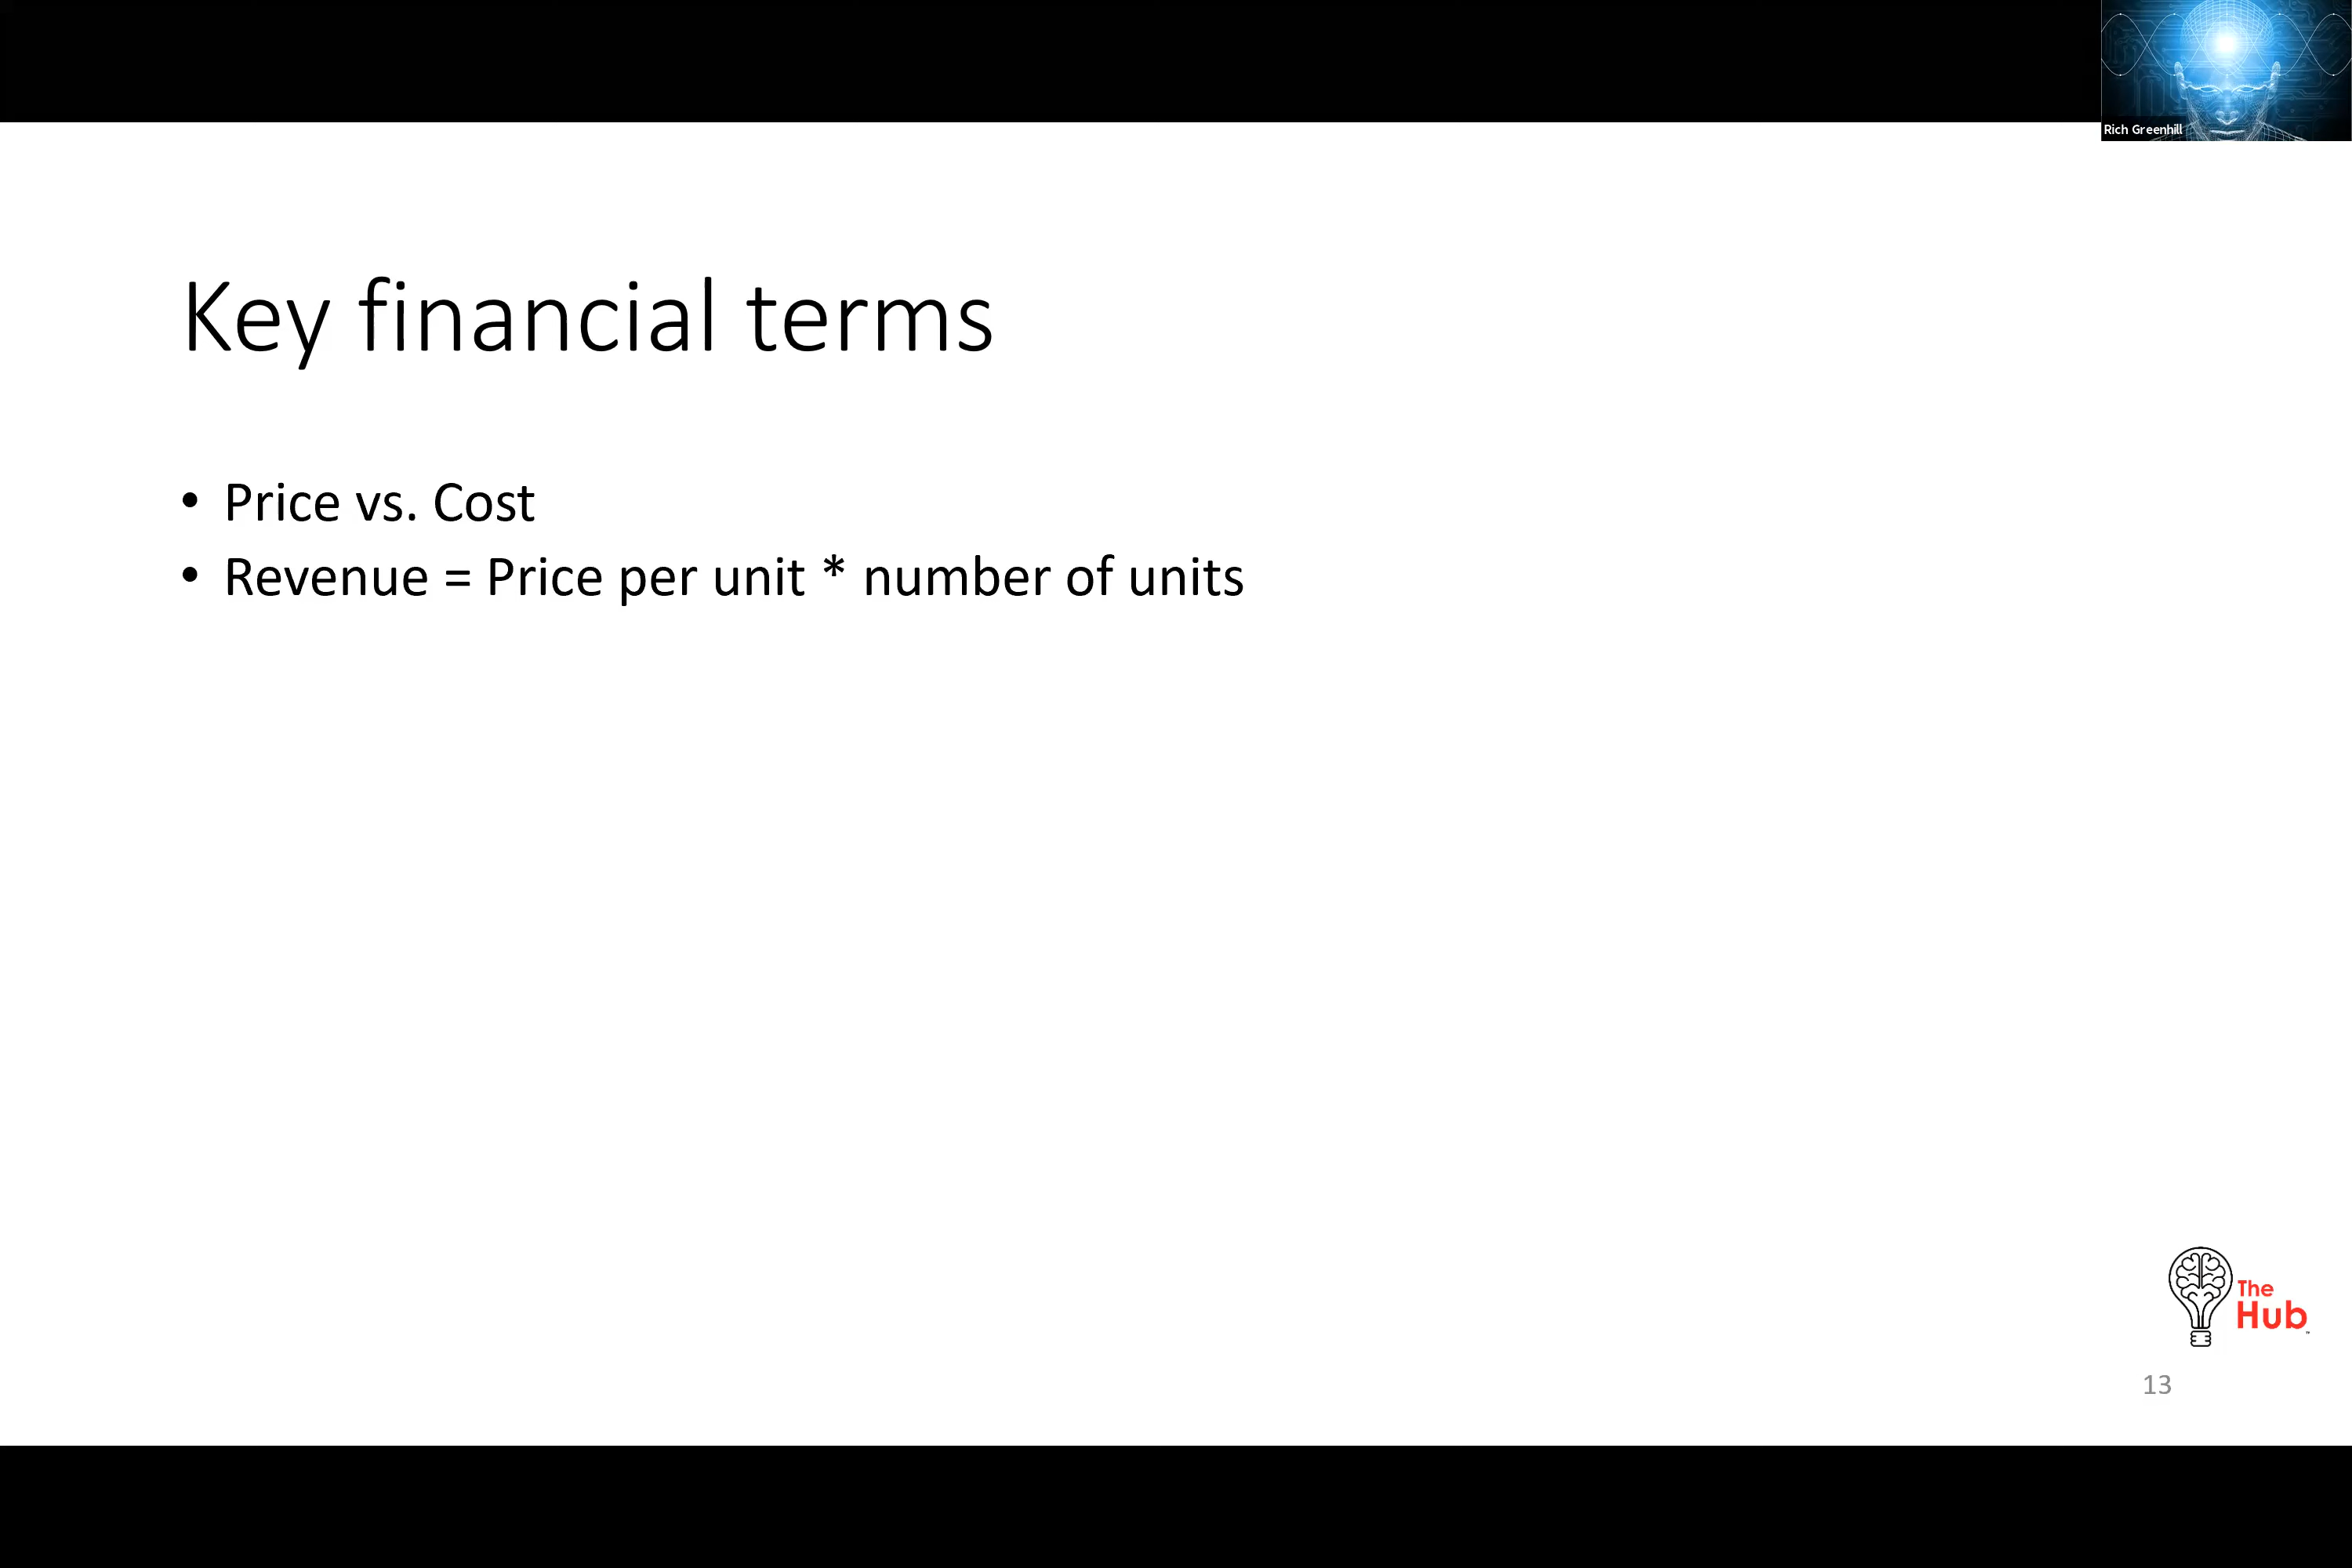 Rich Greenhill
Key financial terms
• Price vs. Cost
• Revenue = Price per unit * number of units
The
Hub
13